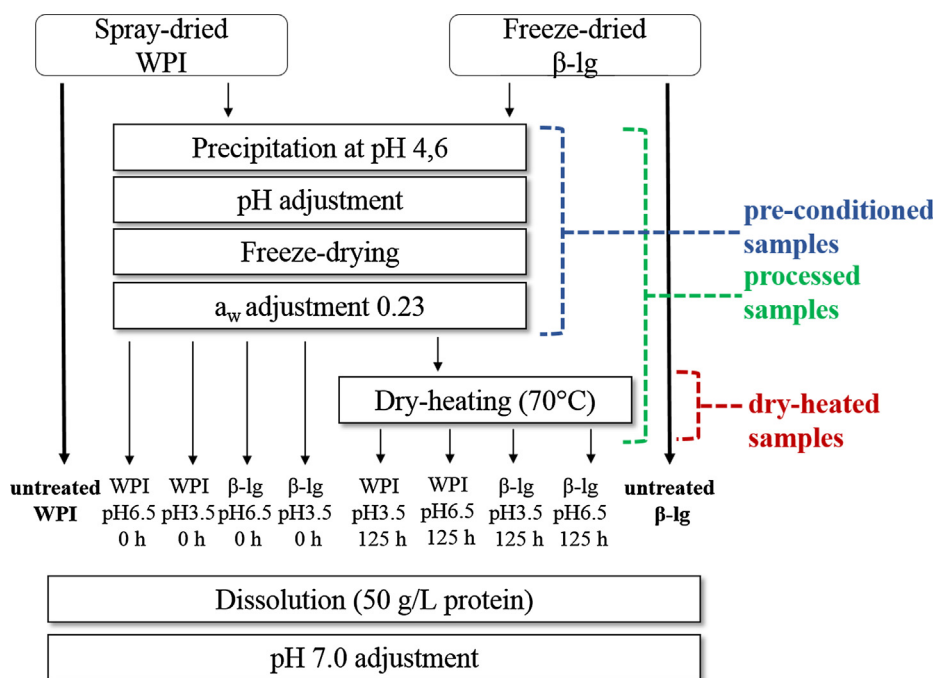 Spray-dried
WPI
Freeze-dried
β-lg
Precipitation at pH 4,6
pH adjustment
Freeze-drying
aw adjustment 0.23
pre-conditioned
samples
processed
samples
Dry-heating (70°C)
dry-heated
samples
untreated
WPI
WPI
pH6.5
0 h
WPI
pH3.5
0 h
β-lg
pH6.5
0 h
β-lg
pH3.5
0 h
WPI
pH3.5
125 h
WPI
pH6.5
125 h
β-lg
pH3.5
125 h
β-lg
pH6.5
125 h
untreated
β-lg
Dissolution (50 g/L protein)
pH 7.0 adjustment